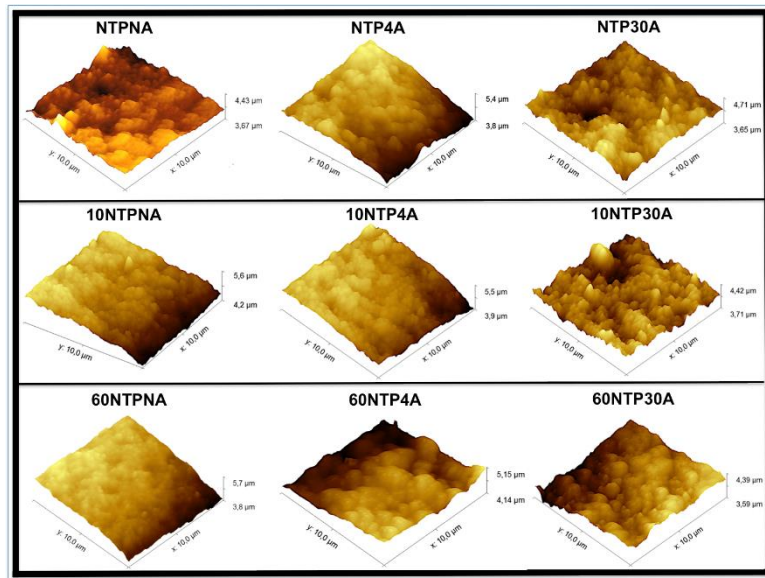 NTPNA
4,43 µm
3,67 µm
y: 10,0 µm
x: 10,0 µm
NTP4A
5,4 µm
3,8 µm
y: 10,0 µm
x: 10,0 µm
NTP30A
4,71 µm
3,65 µm
y: 10,0 µm
x: 10,0 µm
10NTPNA
5,6 µm
4,2 µm
y: 10,0 µm
x: 10,0 µm
10NTP4A
5,5 µm
3,9 µm
y: 10,0 µm
x: 10,0 µm
10NTP30A
4,42 µm
3,71 µm
y: 10,0 µm
x: 10,0 µm
60NTPNA
5,7 µm
3,8 µm
y: 10,0 µm
x: 10,0 µm
60NTP4A
5,15 µm
4,14 µm
y: 10,0 µm
x: 10,0 µm
60NTP30A
4,39 µm
3,59 µm
y: 10,0 µm
x: 10,0 µm